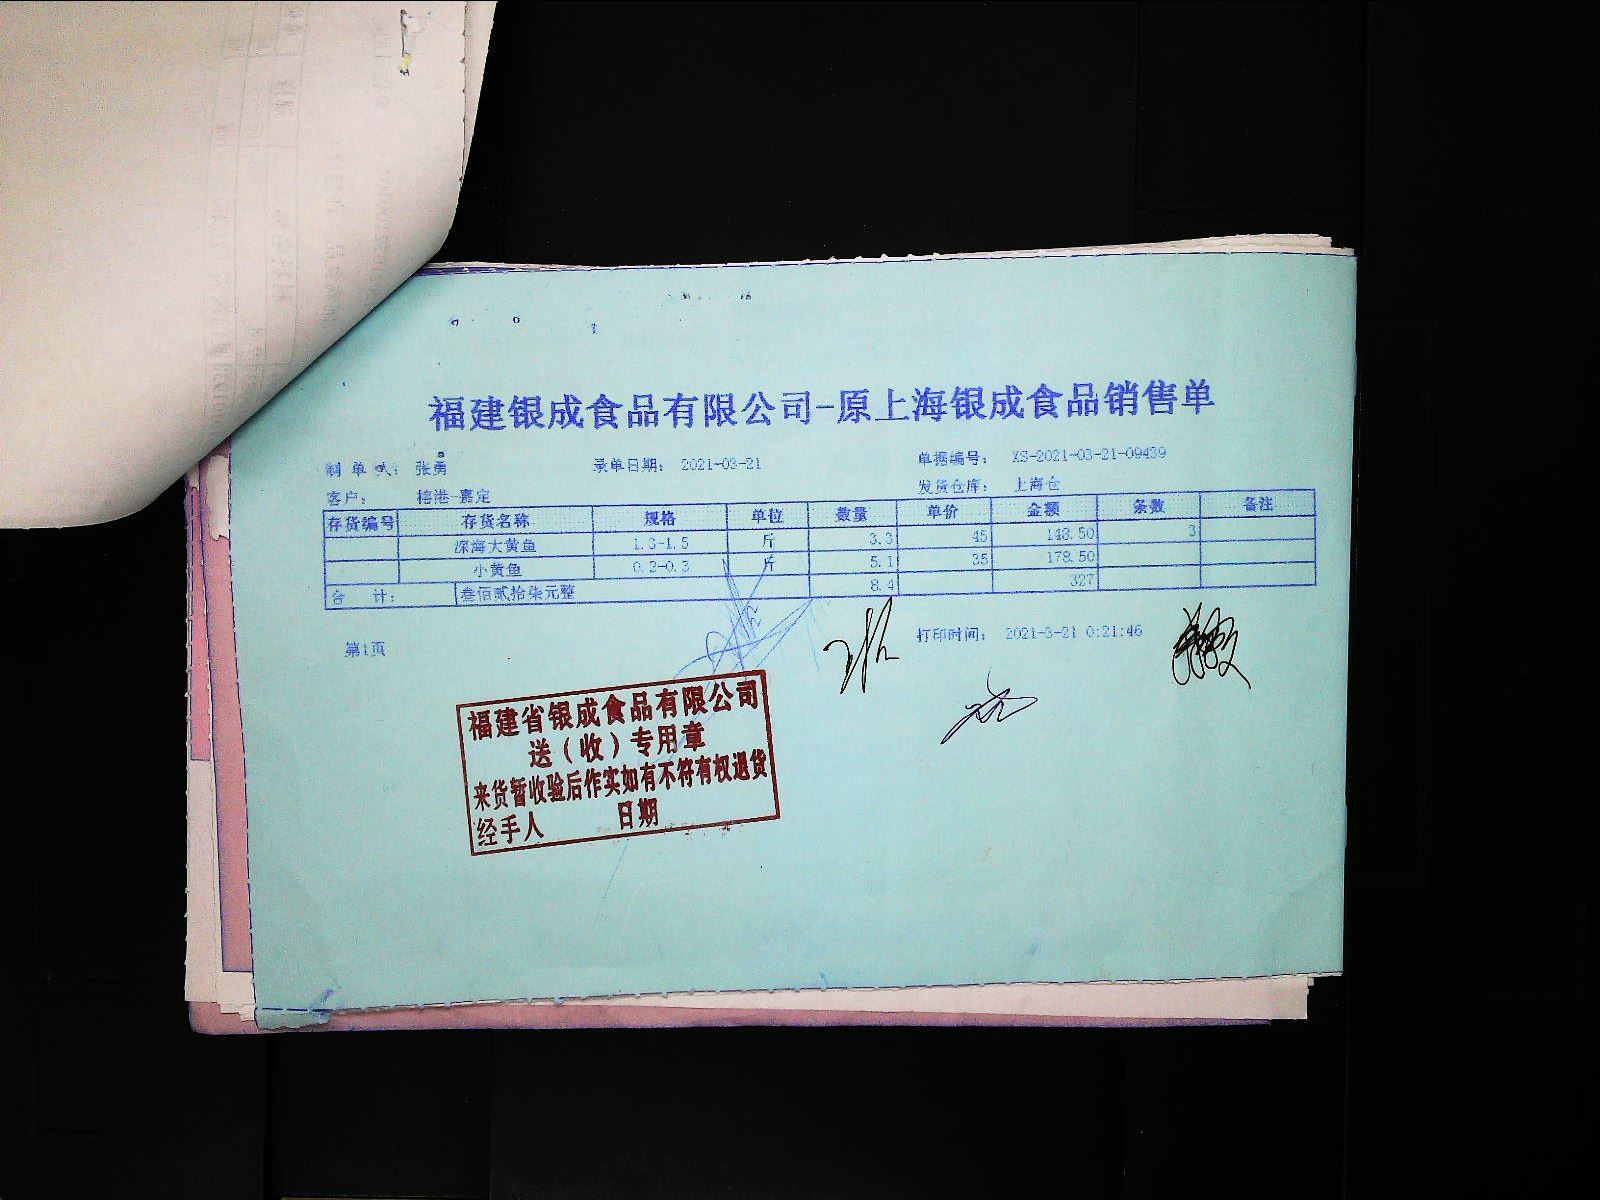 福建银成食品有限公司-原上海银成食品销售单
制单人: 张勇 录单日期: 2021-03-21 单据编号: XS-2021-03-21-09439
客户: 榕港-嘉定 发货仓库: 上海仓
存货编号 存货名称 规格 单位 数量 单价 金额 条数 备注
深海大黄鱼 1.3-1.5 斤 3.3 45 148.50 3
小黄鱼 0.2-0.3 斤 5.1 35 178.50
合计: 叁佰贰拾柒元整 8.4 327
第1页 打印时间: 2021-3-21 0:21:46
福建省银成食品有限公司
送(收)专用章
来货暂收验后作实如有不符有权退货
经手人 日期